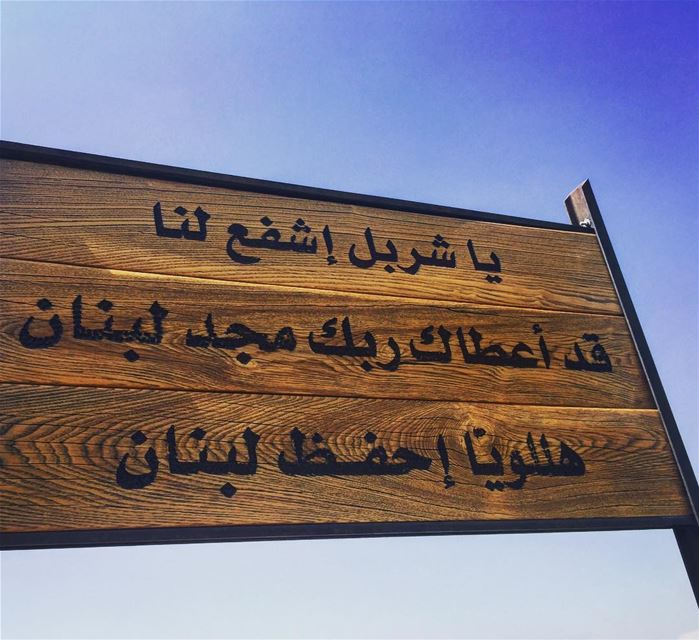 يا شربل إشفع لنا
قد أعطاك ربك مجد لبنان
هللويا إحفظ لبنان